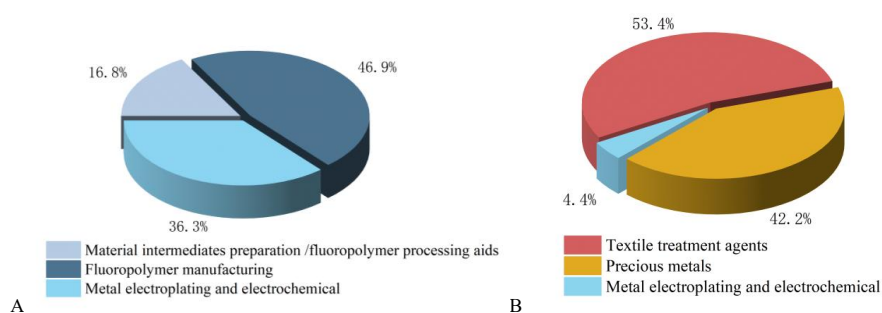 16.8%
46.9%
36.3%
Material intermediates preparation /fluoropolymer processing aids
Fluoropolymer manufacturing
Metal electroplating and electrochemical
A
53.4%
4.4%
42.2%
Textile treatment agents
Precious metals
Metal electroplating and electrochemical
B